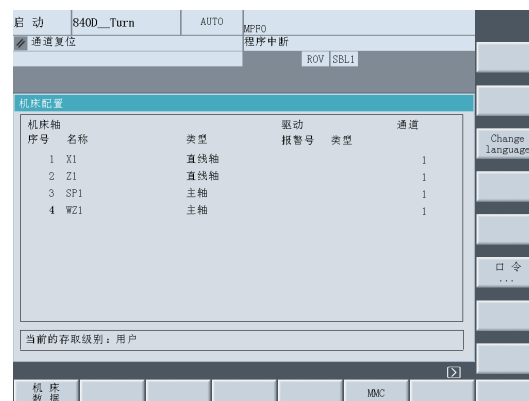 启 动 840D__Turn AUTO MPF0
通道复位 程序中断
ROV SBL1
机床配置
机床轴 驱动 通 道
序号 名称 类型 报警号 类型
1 X1 直线轴 1
2 Z1 直线轴 1
3 SP1 主轴 1
4 WZ1 主轴 1
Change
language
口 令
...
当前的存取级别：用户
机 床
数 据
MMC